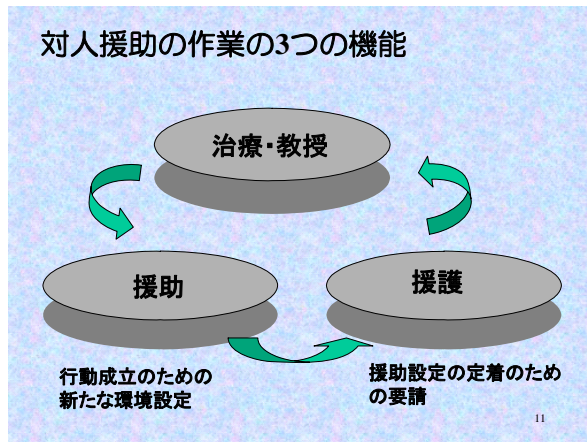 対人援助の作業の3つの機能
治療・教授
援助
援護
行動成立のための
新たな環境設定
援助設定の定着のため
の要請
11